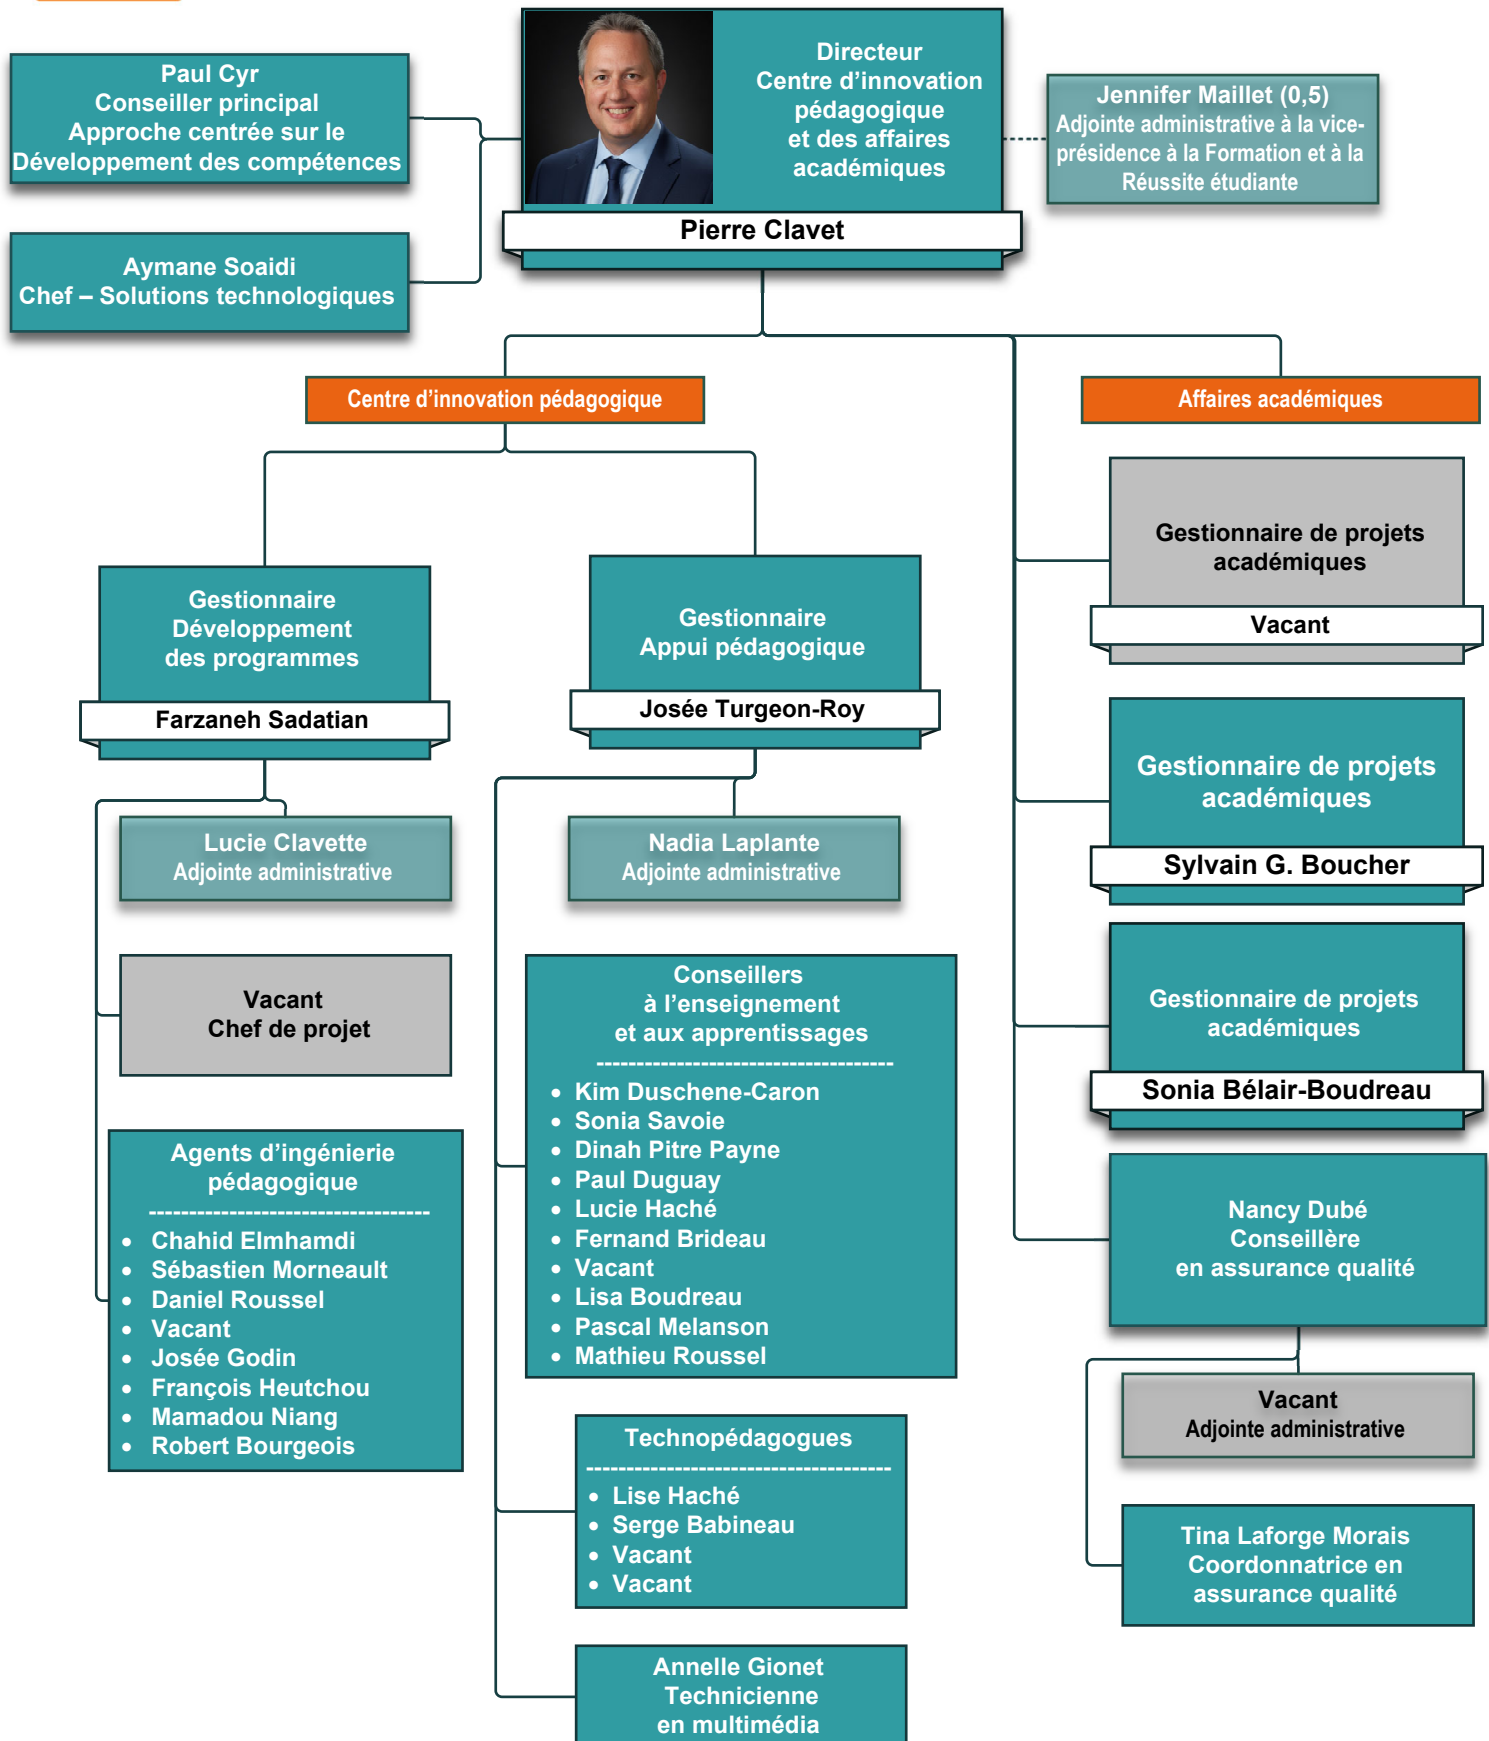 Paul Cyr
Conseiller principal
Approche centrée sur le
Développement des compétences
Directeur
Centre d'innovation
pédagogique
et des affaires
académiques
Pierre Clavet
Jennifer Maillet (0,5)
Adjointe administrative à la vice-
présidence à la Formation et à la
Réussite étudiante
Aymane Soaidi
Chef – Solutions technologiques
Centre d'innovation pédagogique
Affaires académiques
Gestionnaire
Développement
des programmes
Farzaneh Sadatian
Lucie Clavette
Adjointe administrative
Vacant
Chef de projet
Agents d'ingénierie
pédagogique
-----------------------------------
• Chahid Elmhamdi
• Sébastien Morneault
• Daniel Roussel
• Vacant
• Josée Godin
• François Heutchou
• Mamadou Niang
• Robert Bourgeois
Gestionnaire
Appui pédagogique
Josée Turgeon-Roy
Nadia Laplante
Adjointe administrative
Conseillers
à l'enseignement
et aux apprentissages
-------------------------------------
• Kim Duschene-Caron
• Sonia Savoie
• Dinah Pitre Payne
• Paul Duguay
• Lucie Haché
• Fernand Brideau
• Vacant
• Lisa Boudreau
• Pascal Melanson
• Mathieu Roussel
Technopédagogues
--------------------------------------
• Lise Haché
• Serge Babineau
• Vacant
• Vacant
Annelle Gionet
Technicienne
en multimédia
Gestionnaire de projets
académiques
Vacant
Gestionnaire de projets
académiques
Sylvain G. Boucher
Gestionnaire de projets
académiques
Sonia Bélair-Boudreau
Nancy Dubé
Conseillère
en assurance qualité
Vacant
Adjointe administrative
Tina Laforge Morais
Coordonnatrice en
assurance qualité